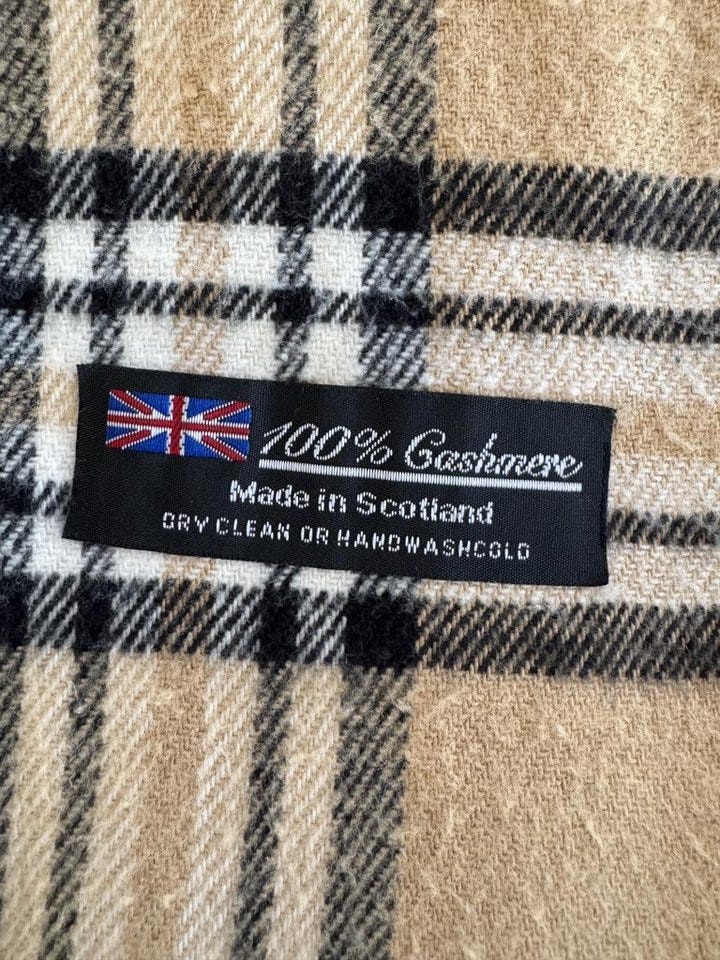 100% Cashmere
Made in Scotland
DRY CLEAN OR HANDWASHCOLD